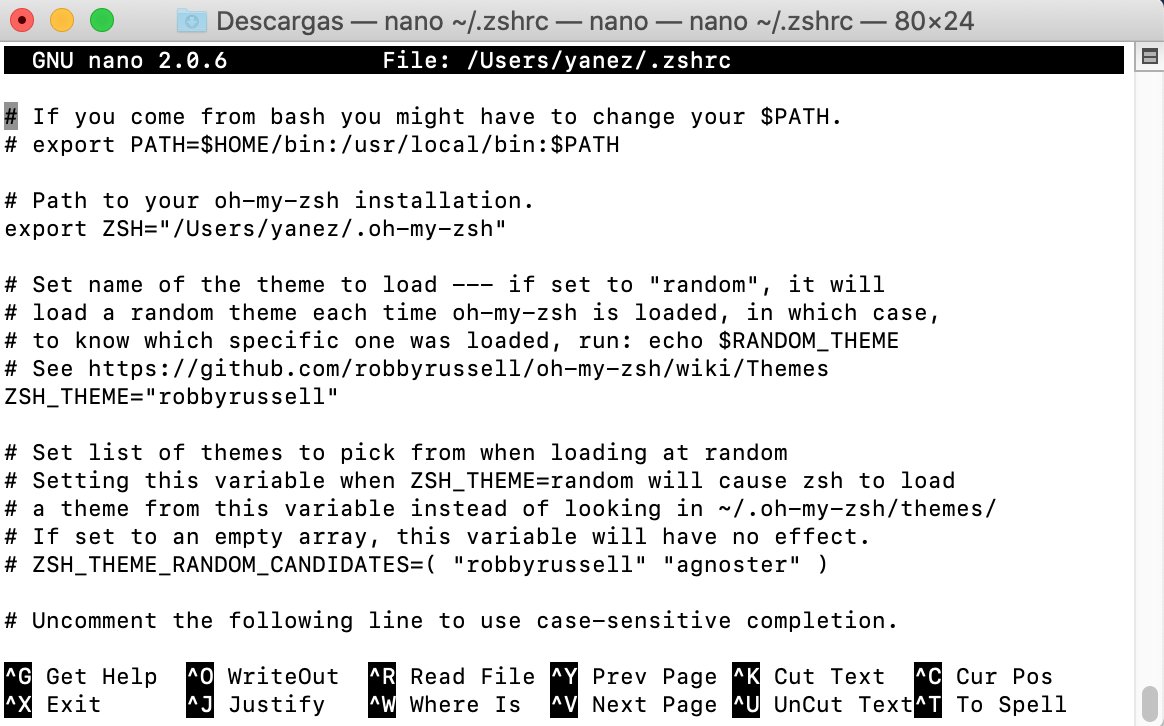 Descargas — nano ~/.zshrc — nano — nano ~/.zshrc — 80×24
GNU nano 2.0.6 File: /Users/yanez/.zshrc
# If you come from bash you might have to change your $PATH.
# export PATH=$HOME/bin:/usr/local/bin:$PATH
# Path to your oh-my-zsh installation.
export ZSH="/Users/yanez/.oh-my-zsh"
# Set name of the theme to load --- if set to "random", it will
# load a random theme each time oh-my-zsh is loaded, in which case,
# to know which specific one was loaded, run: echo $RANDOM_THEME
# See https://github.com/robbyrussell/oh-my-zsh/wiki/Themes
ZSH_THEME="robbyrussell"
# Set list of themes to pick from when loading at random
# Setting this variable when ZSH_THEME=random will cause zsh to load
# a theme from this variable instead of looking in ~/.oh-my-zsh/themes/
# If set to an empty array, this variable will have no effect.
# ZSH_THEME_RANDOM_CANDIDATES=( "robbyrussell" "agnoster" )
# Uncomment the following line to use case-sensitive completion.
^G Get Help ^O WriteOut ^R Read File ^Y Prev Page ^K Cut Text ^C Cur Pos
^X Exit ^J Justify ^W Where Is ^V Next Page ^U UnCut Text ^T To Spell